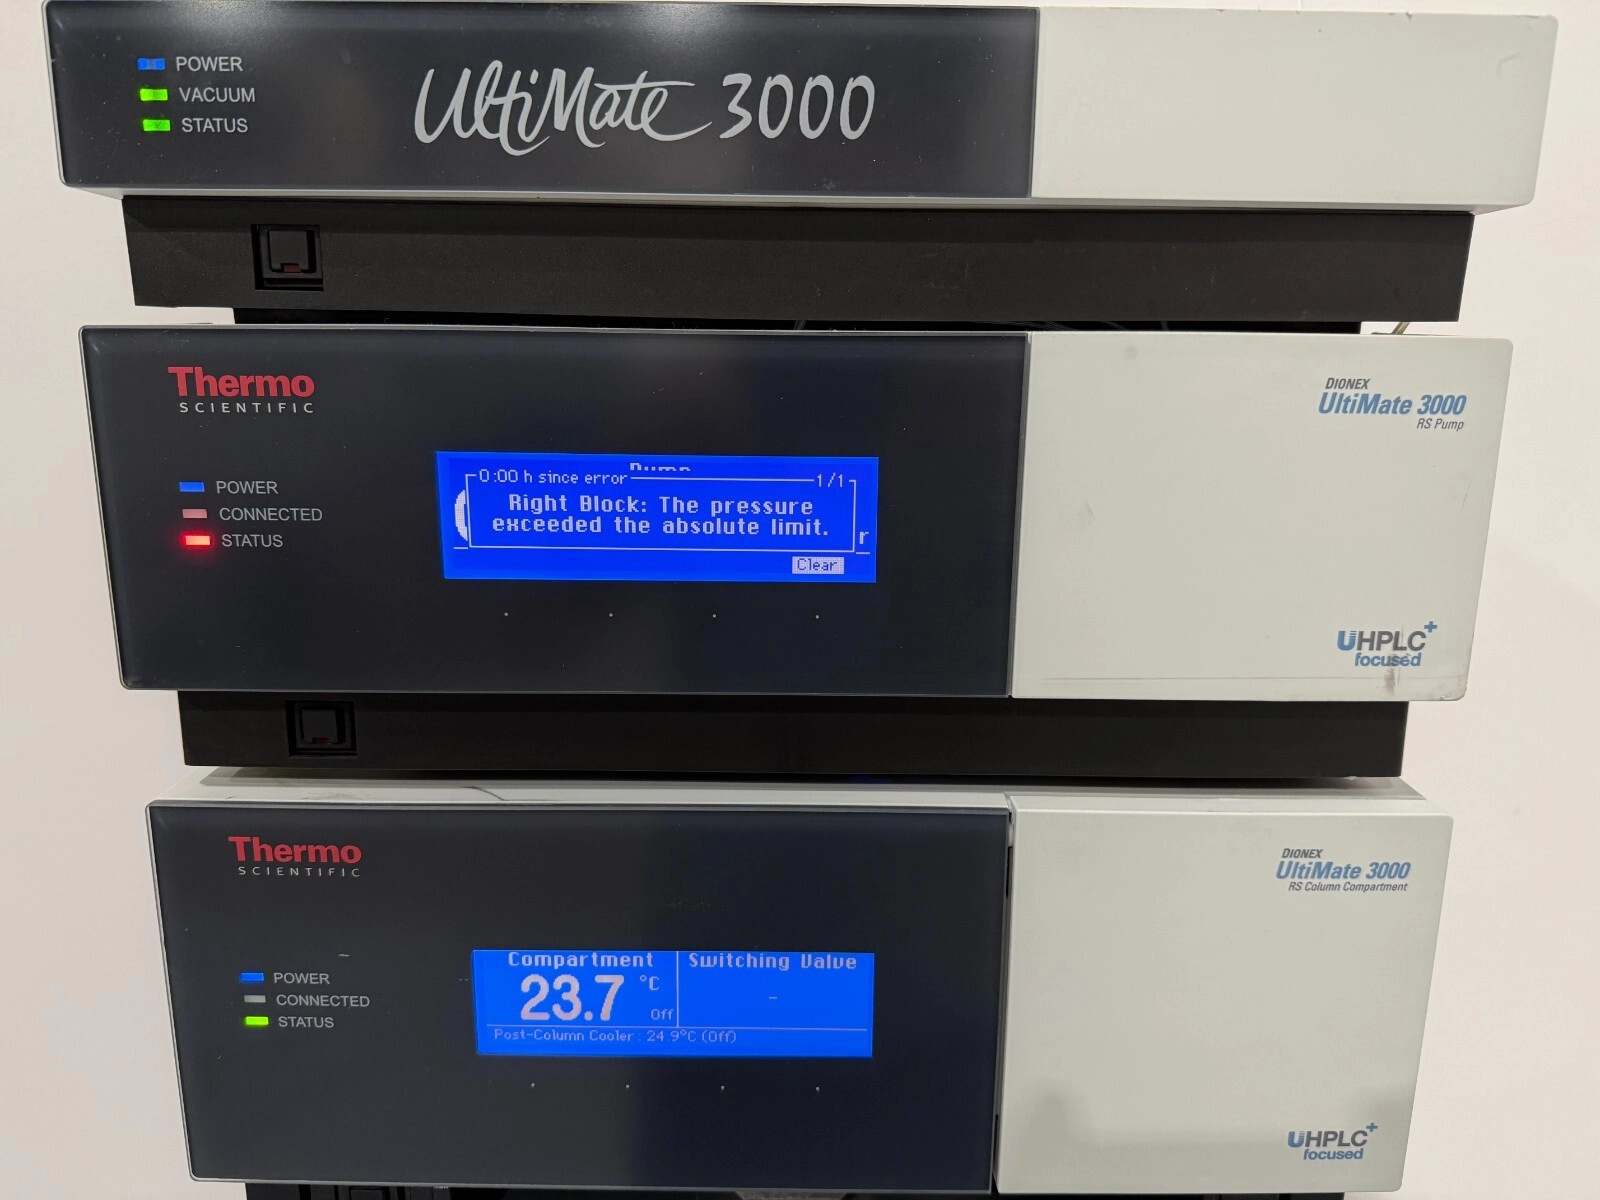 POWER
VACUUM
STATUS
UltiMate 3000
Thermo
SCIENTIFIC
DIONEX
UltiMate 3000
RS Pump
POWER
CONNECTED
STATUS
Pump
0:00 h since error 1/1
Right Block: The pressure
exceeded the absolute limit.
r
Clear
UHPLC+
focused
Thermo
SCIENTIFIC
DIONEX
UltiMate 3000
RS Column Compartment
POWER
CONNECTED
STATUS
Compartment Switching Valve
23.7 °C -
Off
Post-Column Cooler : 24.9°C (Off)
UHPLC+
focused